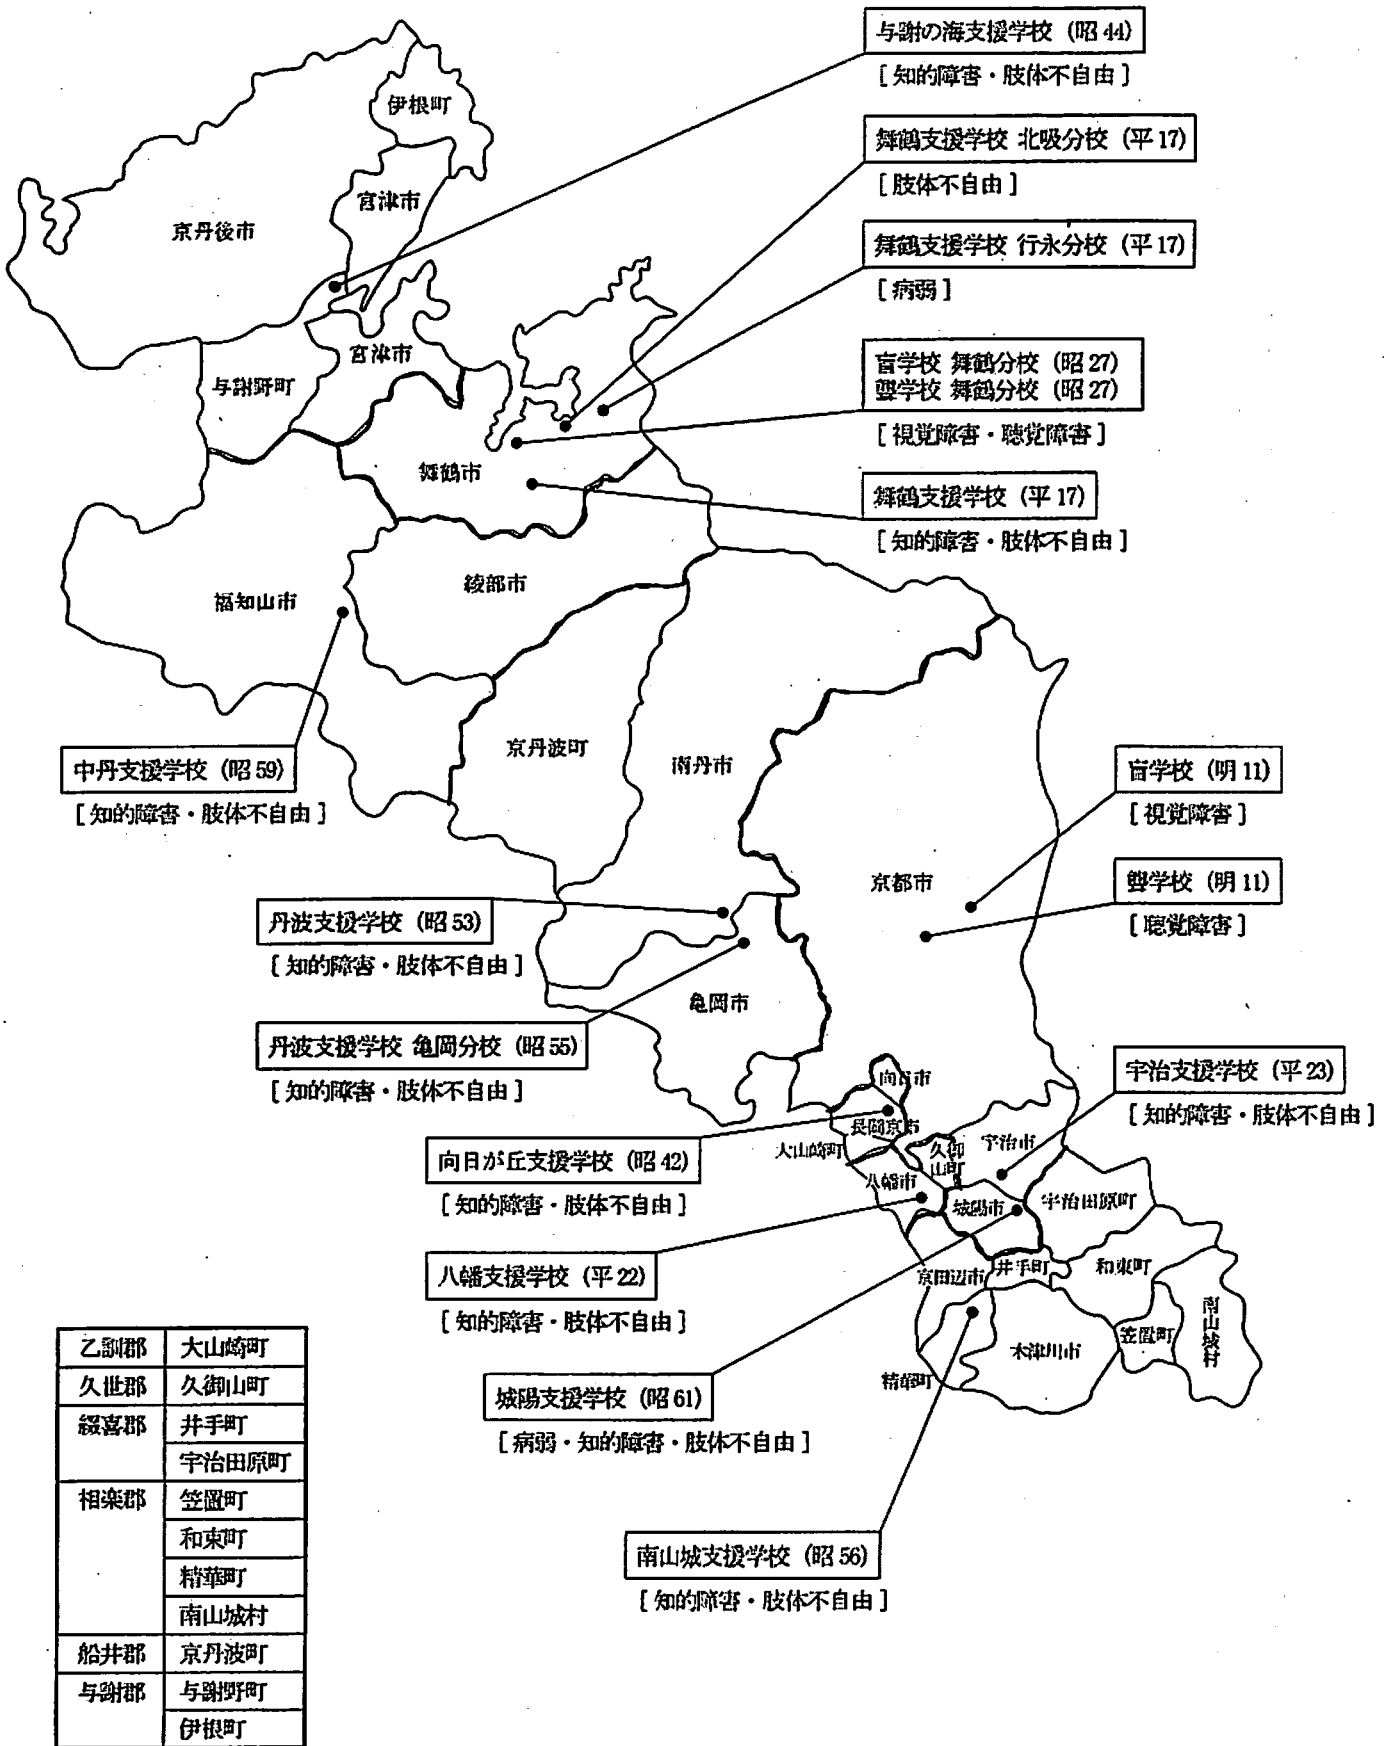 与謝の海支援学校（昭44）
［知的障害・肢体不自由］
舞鶴支援学校 北吸分校（平17）
［肢体不自由］
舞鶴支援学校 行永分校（平17）
［病弱］
盲学校 舞鶴分校（昭27）
聾学校 舞鶴分校（昭27）
［視覚障害・聴覚障害］
舞鶴支援学校（平17）
［知的障害・肢体不自由］
伊根町
宮津市
京丹後市
宮津市
与謝野町
舞鶴市
綾部市
福知山市
中丹支援学校（昭59）
［知的障害・肢体不自由］
京丹波町
南丹市
盲学校（明11）
［視覚障害］
京都市
聾学校（明11）
［聴覚障害］
丹波支援学校（昭53）
［知的障害・肢体不自由］
亀岡市
丹波支援学校 亀岡分校（昭55）
［知的障害・肢体不自由］
宇治支援学校（平23）
［知的障害・肢体不自由］
向日市
長岡京市
大山崎町
久御
山町
宇治市
向日が丘支援学校（昭42）
［知的障害・肢体不自由］
八幡市
城陽市
宇治田原町
八幡支援学校（平22）
［知的障害・肢体不自由］
京田辺市
井手町
和束町
南山城村
笠置町
木津川市
精華町
城陽支援学校（昭61）
［病弱・知的障害・肢体不自由］
南山城支援学校（昭56）
［知的障害・肢体不自由］
乙訓郡 大山崎町
久世郡 久御山町
綴喜郡 井手町
宇治田原町
相楽郡 笠置町
和束町
精華町
南山城村
船井郡 京丹波町
与謝郡 与謝野町
伊根町